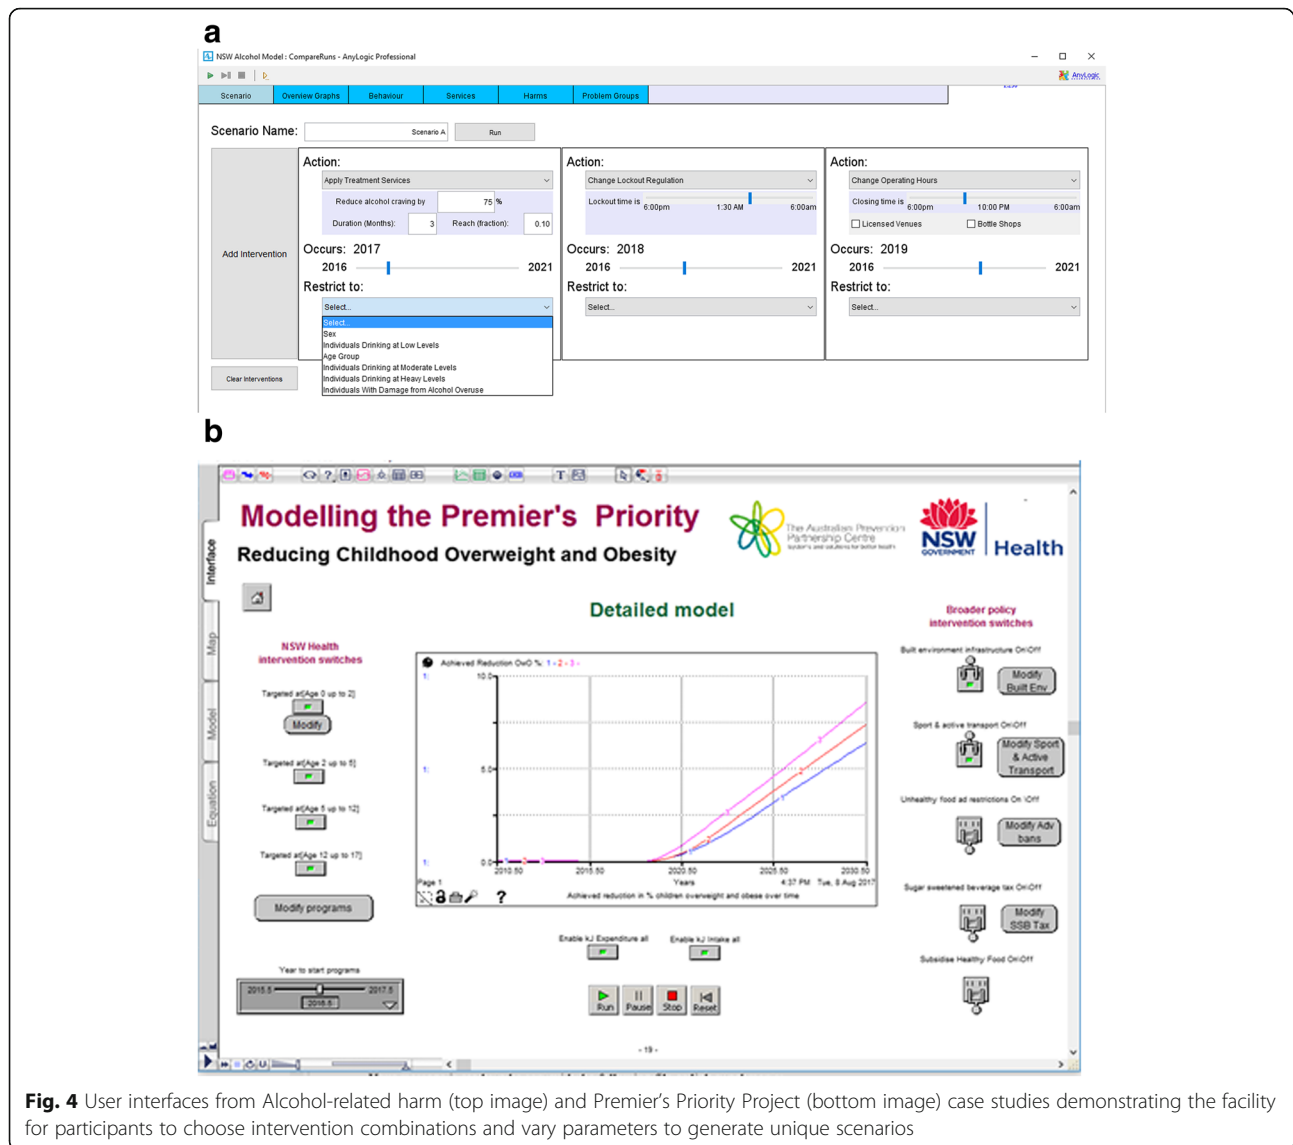 a
NSW Alcohol Model : CompareRuns - AnyLogic Professional
AnyLogic
Scenario Overview Graphs Behaviour Services Harms Problem Groups
Scenario Name: Scenario A Run
Action: Action: Action:
Apply Treatment Services Change Lockout Regulation Change Operating Hours
Reduce alcohol craving by 75 % Lockout time is 6:00pm 1:30 AM 6:00am Closing time is 6:00pm 10:00 PM 6:00am
Duration (Months): 3 Reach (fraction): 0.10 Licensed Venues Bottle Shops
Add Intervention
Occurs: 2017 Occurs: 2018 Occurs: 2019
2016 2021 2016 2021 2016 2021
Restrict to: Restrict to: Restrict to:
Select... Select... Select...
Select...
Sex
Individuals Drinking at Low Levels
Age Group
Individuals Drinking at Moderate Levels
Individuals Drinking at Heavy Levels
Individuals With Damage from Alcohol Overuse
Clear Interventions
b
Interface
Map
Model
Equation
Modelling the Premier's Priority
Reducing Childhood Overweight and Obesity
The Australian Prevention
Partnership Centre
Systems and solutions for better health
NSW
GOVERNMENT
Health
Detailed model
NSW Health
intervention switches
Targeted at[Age 0 up to 2]
Modify
Targeted at[Age 2 up to 5]
Targeted at[Age 5 up to 12]
Targeted at[Age 12 up to 17]
Modify programs
Year to start programs
2015.5 2017.5
2016.5
Achieved Reduction OwO %: 1 - 2 - 3 -
1: 10.0
1: 5.0
1: 0.0
2010.50 2015.50 2020.50 2025.50 2030.50
Page 1 Years 4:37 PM Tue, 8 Aug 2017
Achieved reduction in % children overweight and obese over time
?
Enable kJ Expenditure all Enable kJ Intake all
Run Pause Stop Reset
- 19 -
Broader policy
intervention switches
Built environment infrastructure On\Off
Modify
Built Env
Sport & active transport On\Off
Modify Sport
& Active
Transport
Unhealthy food ad restrictions On \Off
Modify Adv
bans
Sugar sweetened beverage tax On\Off
Modify
SSB Tax
Subsidise Healthy Food On\Off
Fig. 4 User interfaces from Alcohol-related harm (top image) and Premier's Priority Project (bottom image) case studies demonstrating the facility
for participants to choose intervention combinations and vary parameters to generate unique scenarios